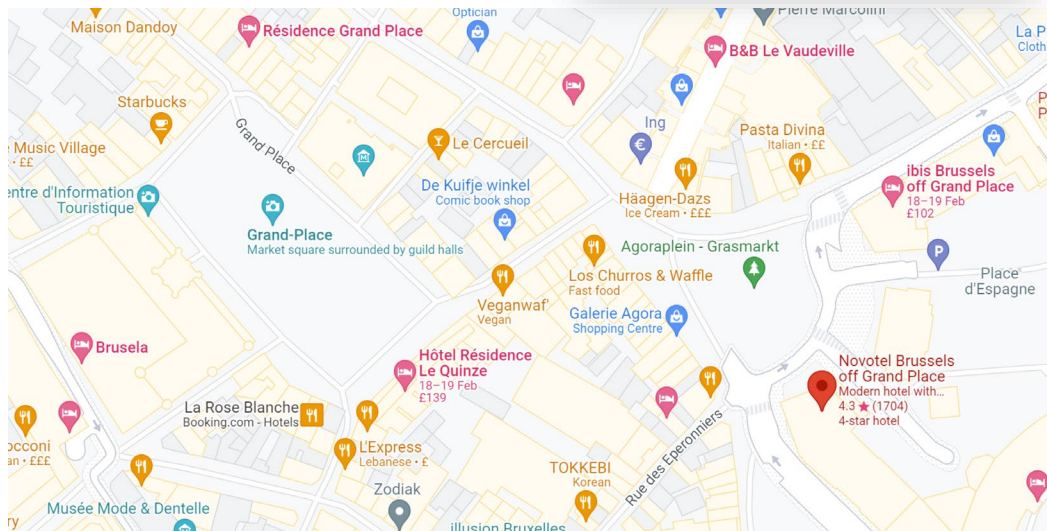 Maison Dandoy
Résidence Grand Place
Optician
Pierre Marcolini
B&B Le Vaudeville
La P
Cloth
Starbucks
Grand Place
Music Village
· ££
Le Cercueil
Ing
€
Pasta Divina
Italian · ££
P
P
ibis Brussels
off Grand Place
18–19 Feb
£102
entre d'Information
Touristique
De Kuifje winkel
Comic book shop
Häagen-Dazs
Ice Cream · £££
Grand-Place
Market square surrounded by guild halls
Agoraplein - Grasmarkt
P
Place
d'Espagne
Los Churros & Waffle
Fast food
Veganwaf'
Vegan
Galerie Agora
Shopping Centre
Brusela
Hôtel Résidence
Le Quinze
18–19 Feb
£139
Novotel Brussels
off Grand Place
Modern hotel with...
4.3 ★ (1704)
4-star hotel
La Rose Blanche
Booking.com - Hotels
occoni
an · £££
L'Express
Lebanese · £
Rue des Eperonniers
TOKKEBI
Korean
Zodiak
Musée Mode & Dentelle
ry
illusion Bruxelles